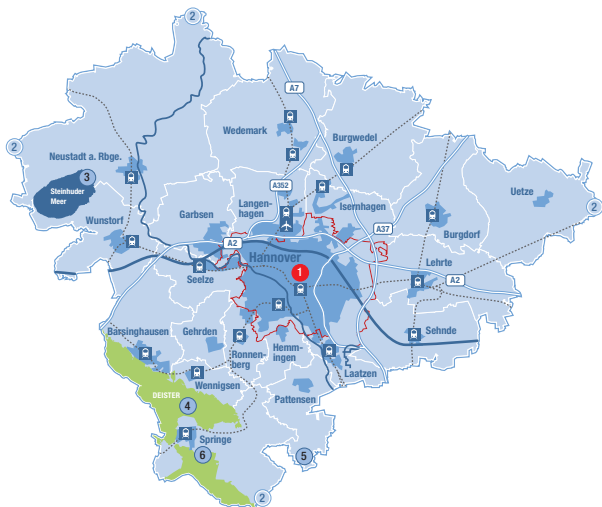 2
A7
Wedemark
Burgwedel
2
Neustadt a. Rbge.
3
Steinhuder
Meer
A352
Uetze
Wunstorf
Garbsen
Langen-
hagen
Isernhagen
2
A37
Burgdorf
A2
Hannover
Lehrte
1
A2
Seelze
Barsinghausen
Gehrden
Ronnen-
berg
Hemm-
ingen
Sehnde
Laatzen
Wennigsen
DEISTER
4
Pattensen
Springe
6
5
2